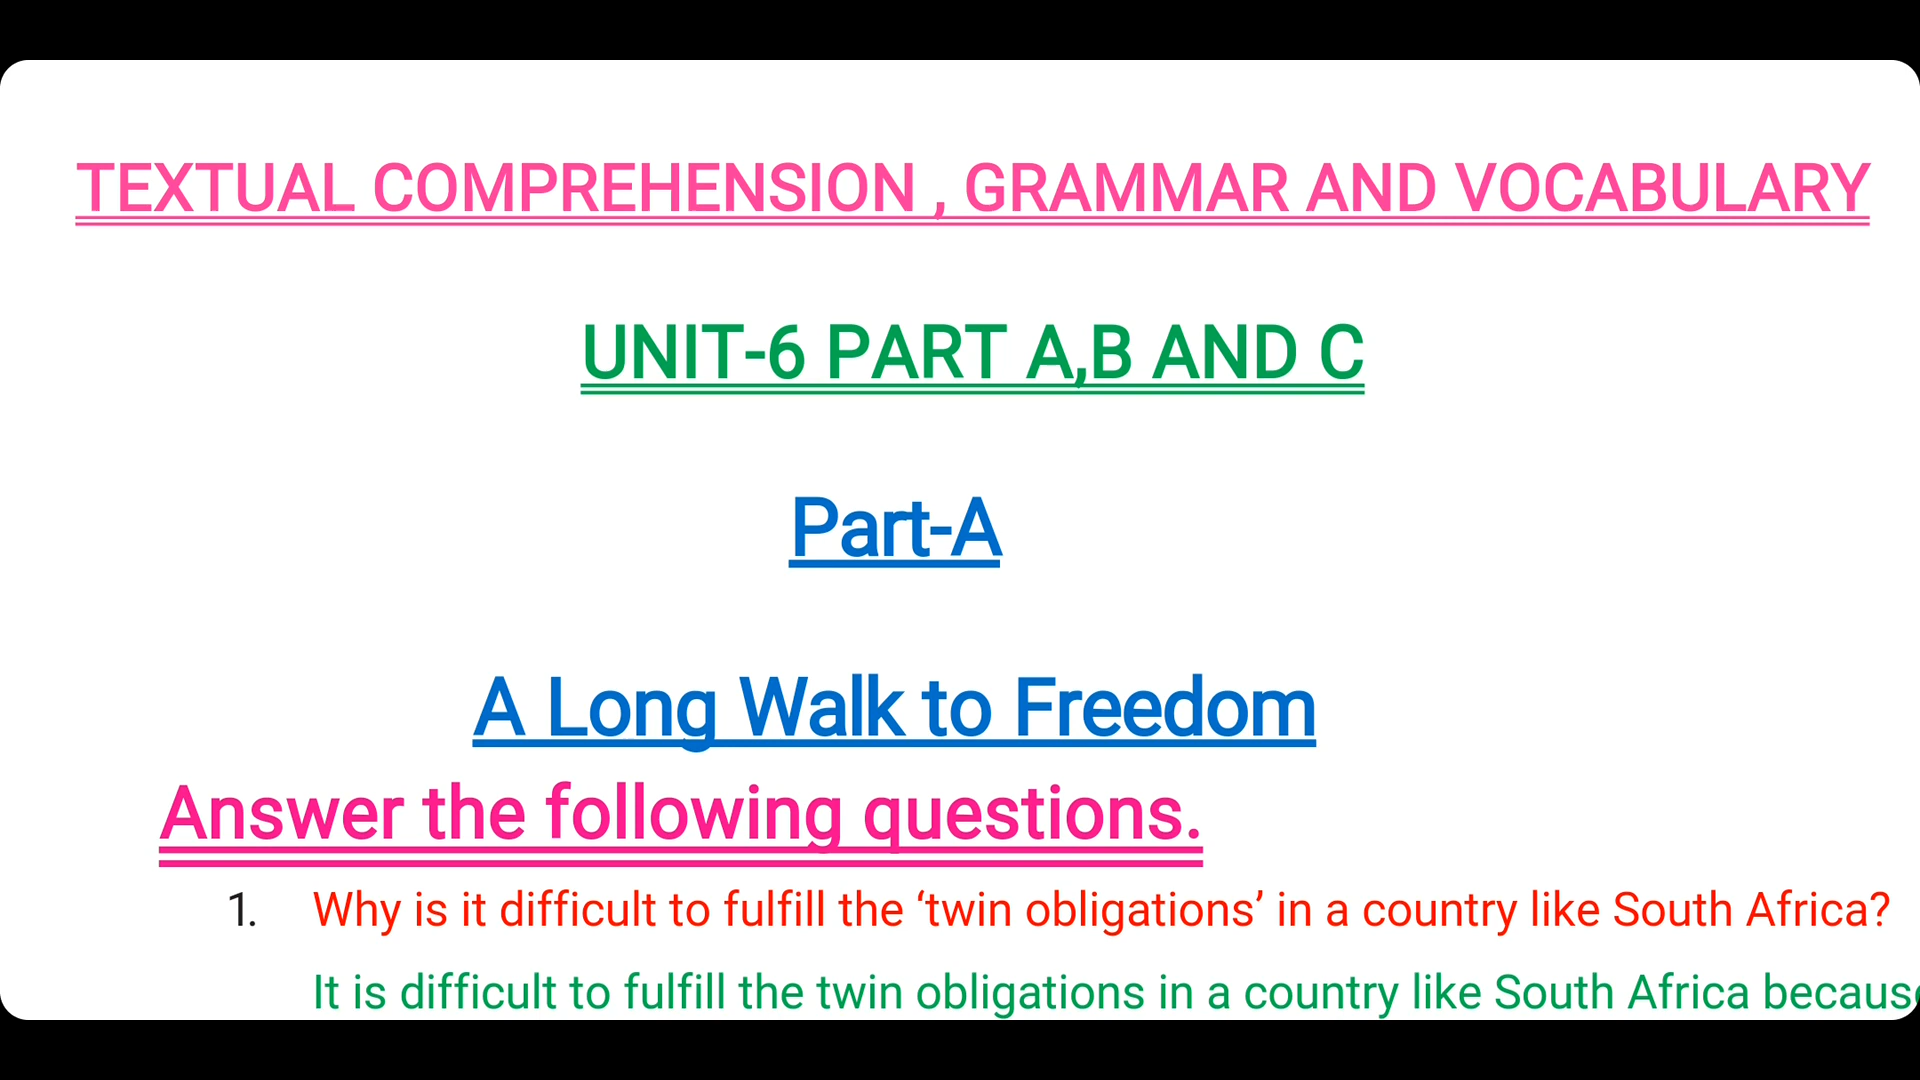 TEXTUAL COMPREHENSION , GRAMMAR AND VOCABULARY
UNIT-6 PART A,B AND C
Part-A
A Long Walk to Freedom
Answer the following questions.
1. Why is it difficult to fulfill the ‘twin obligations’ in a country like South Africa?
It is difficult to fulfill the twin obligations in a country like South Africa because